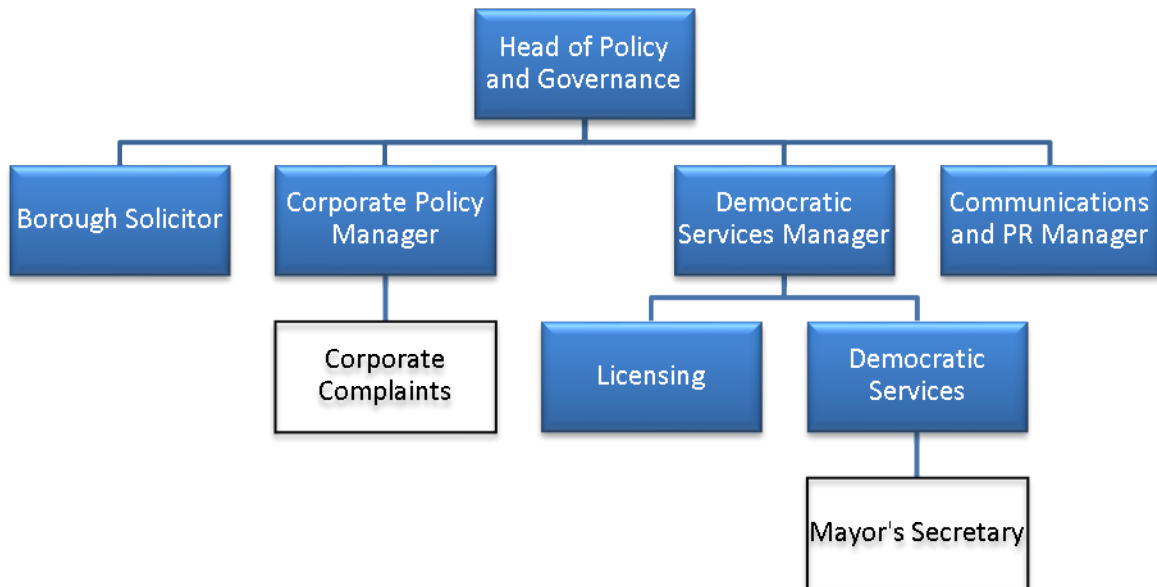 Head of Policy
and Governance
Borough Solicitor
Corporate Policy
Manager
Democratic
Services Manager
Communications
and PR Manager
Corporate
Complaints
Licensing
Democratic
Services
Mayor's Secretary